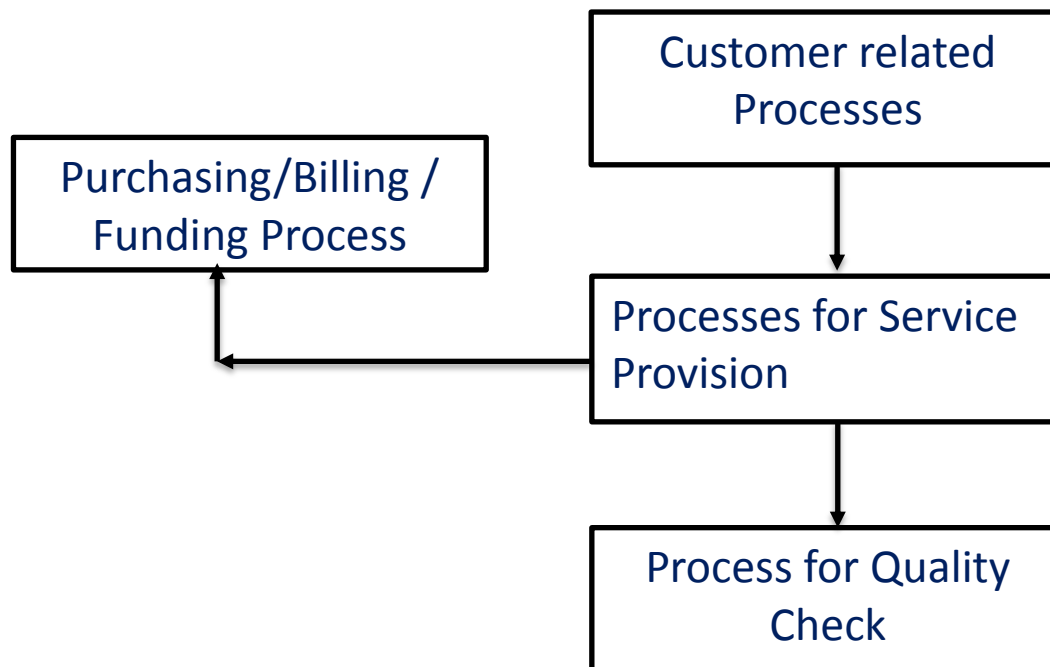 Customer related
Processes
Purchasing/Billing /
Funding Process
Processes for Service
Provision
Process for Quality
Check